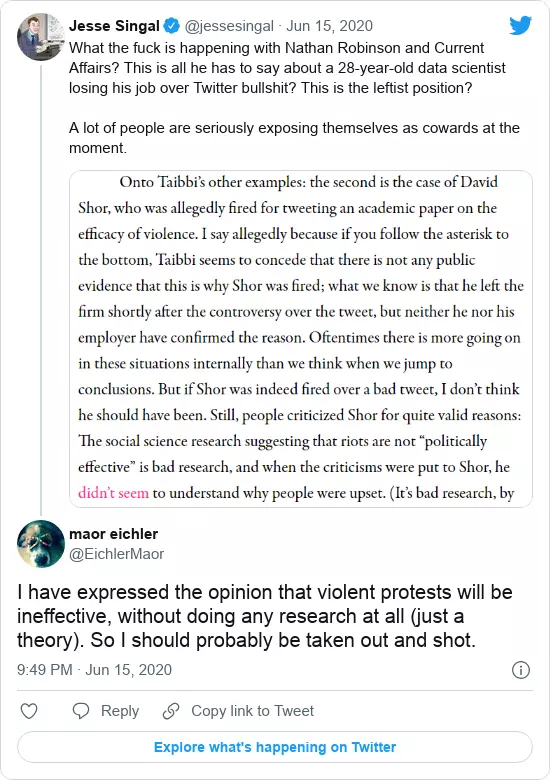 Jesse Singal @jessesingal · Jun 15, 2020
What the fuck is happening with Nathan Robinson and Current
Affairs? This is all he has to say about a 28-year-old data scientist
losing his job over Twitter bullshit? This is the leftist position?
A lot of people are seriously exposing themselves as cowards at the
moment.
Onto Taibbi's other examples: the second is the case of David
Shor, who was allegedly fired for tweeting an academic paper on the
efficacy of violence. I say allegedly because if you follow the asterisk to
the bottom, Taibbi seems to concede that there is not any public
evidence that this is why Shor was fired; what we know is that he left the
firm shortly after the controversy over the tweet, but neither he nor his
employer have confirmed the reason. Oftentimes there is more going on
in these situations internally than we think when we jump to
conclusions. But if Shor was indeed fired over a bad tweet, I don't think
he should have been. Still, people criticized Shor for quite valid reasons:
The social science research suggesting that riots are not “politically
effective” is bad research, and when the criticisms were put to Shor, he
didn't seem to understand why people were upset. (It's bad research, by
maor eichler
@EichlerMaor
I have expressed the opinion that violent protests will be
ineffective, without doing any research at all (just a
theory). So I should probably be taken out and shot.
9:49 PM · Jun 15, 2020
Reply Copy link to Tweet
Explore what's happening on Twitter